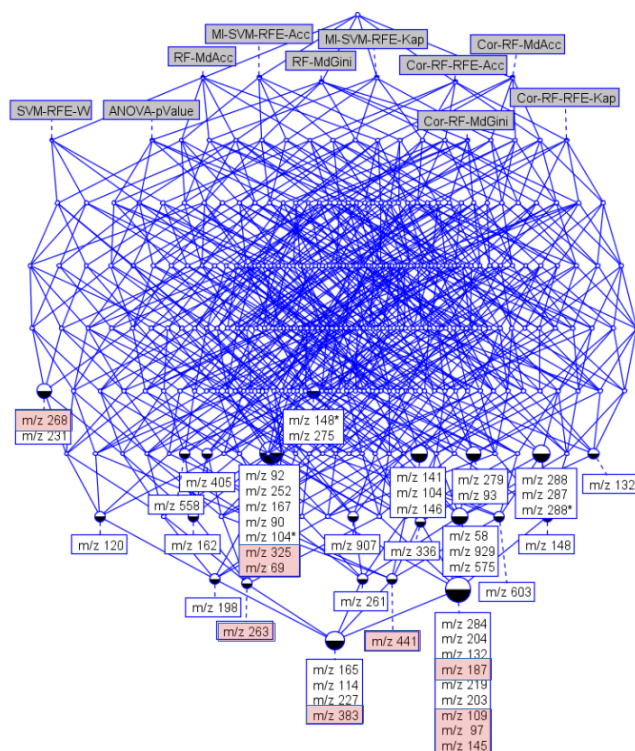 MI-SVM-RFE-Acc
MI-SVM-RFE-Kap
Cor-RF-MdAcc
RF-MdAcc
RF-MdGini
Cor-RF-RFE-Acc
SVM-RFE-W
ANOVA-pValue
Cor-RF-RFE-Kap
Cor-RF-MdGini
m/z 268
m/z 231
m/z 148*
m/z 275
m/z 405
m/z 558
m/z 92
m/z 252
m/z 167
m/z 90
m/z 104*
m/z 325
m/z 69
m/z 141
m/z 104
m/z 146
m/z 279
m/z 93
m/z 288
m/z 287
m/z 288*
m/z 132
m/z 120
m/z 162
m/z 907
m/z 336
m/z 58
m/z 929
m/z 575
m/z 148
m/z 198
m/z 263
m/z 261
m/z 603
m/z 441
m/z 165
m/z 114
m/z 227
m/z 383
m/z 284
m/z 204
m/z 132
m/z 187
m/z 219
m/z 203
m/z 109
m/z 97
m/z 145